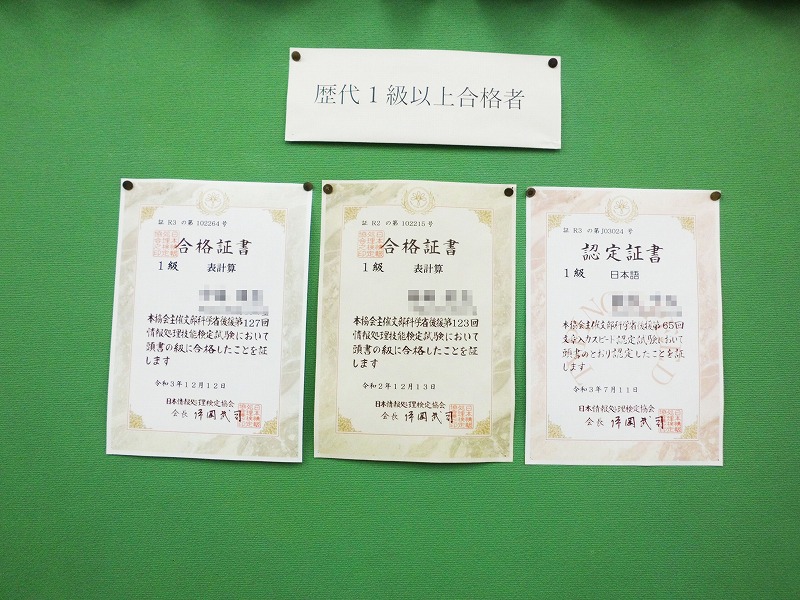 歴代1級以上合格者
証 R3 の第 102264 号
合格証書
1級 表計算
本協会主催文部科学省後援第127回
情報処理技能検定試験において
頭書の級に合格したことを証
します
令和3年12月12日
日本情報処理検定協会
会長
証 R2 の第 102215 号
合格証書
1級 表計算
本協会主催文部科学省後援第123回
情報処理技能検定試験において
頭書の級に合格したことを証
します
令和2年12月13日
日本情報処理検定協会
会長
証 R3 の第 J03024 号
認定証書
1級 日本語
本協会主催文部科学省後援第65回
文章入力スピード認定試験において
頭書のとおり認定したことを証
します
令和3年7月11日
日本情報処理検定協会
会長